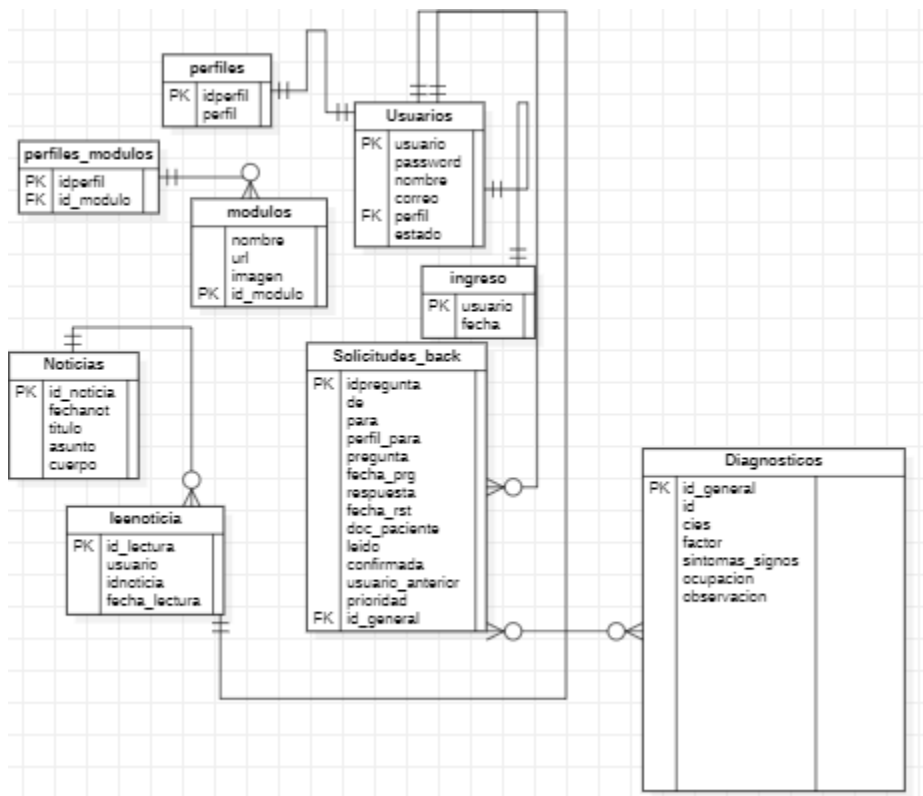 perfiles
PK idperfil
perfil
Usuarios
PK usuario
password
nombre
correo
FK perfil
estado
perfiles_modulos
PK idperfil
FK id_modulo
modulos
nombre
url
imagen
PK id_modulo
ingreso
PK usuario
fecha
Noticias
PK id_noticia
fechanot
titulo
asunto
cuerpo
Solicitudes_back
PK idpregunta
de
para
perfil_para
pregunta
fecha_prg
respuesta
fecha_rst
doc_paciente
leido
confirmada
usuario_anterior
prioridad
FK id_general
leenoticia
PK id_lectura
usuario
idnoticia
fecha_lectura
Diagnosticos
PK id_general
id
cies
factor
sintomas_signos
ocupacion
observacion